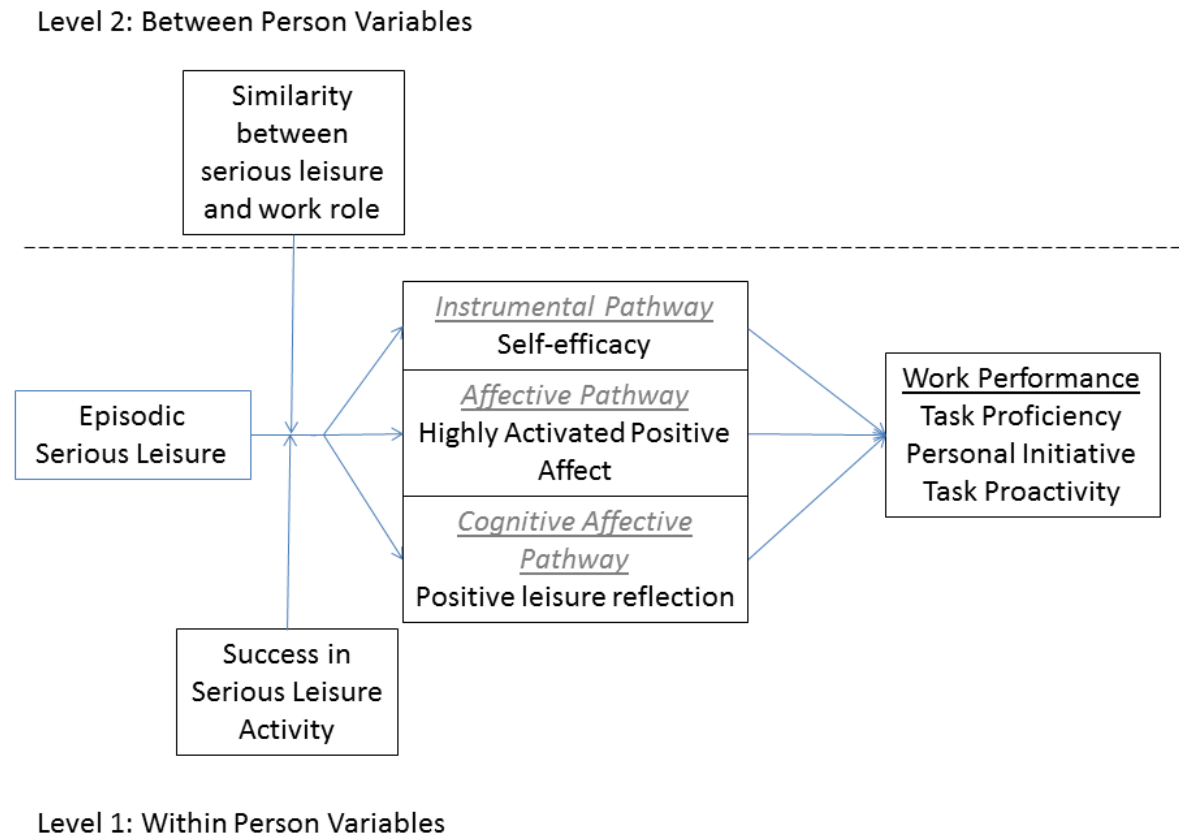 Level 2: Between Person Variables
Similarity
between
serious leisure
and work role
Instrumental Pathway
Self-efficacy
Affective Pathway
Highly Activated Positive
Affect
Cognitive Affective
Pathway
Positive leisure reflection
Episodic
Serious Leisure
Work Performance
Task Proficiency
Personal Initiative
Task Proactivity
Success in
Serious Leisure
Activity
Level 1: Within Person Variables